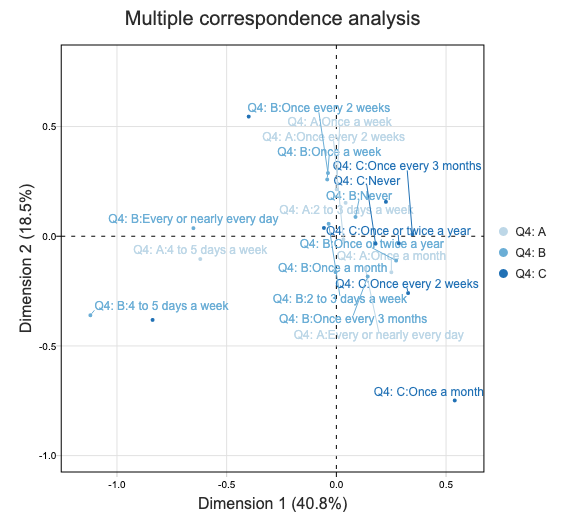 Multiple correspondence analysis
Q4: B:Once every 2 weeks
Q4: A:Once a week
Q4: A:Once every 2 weeks
Q4: B:Once a week
Q4: C:Once every 3 months
Q4: C:Never
Q4: B:Never
Q4: A:2 to 3 days a week
Q4: B:Every or nearly every day
Q4: C:Once or twice a year
Q4: B:Once or twice a year
Q4: A:4 to 5 days a week
Q4: A:Once a month
Q4: B:Once a month
Q4: C:Once every 2 weeks
Q4: B:2 to 3 days a week
Q4: B:4 to 5 days a week
Q4: B:Once every 3 months
Q4: A:Every or nearly every day
Q4: C:Once a month
0.5
0.0
-0.5
-1.0
-1.0 -0.5 0.0 0.5
Dimension 1 (40.8%)
Dimension 2 (18.5%)
Q4: A
Q4: B
Q4: C